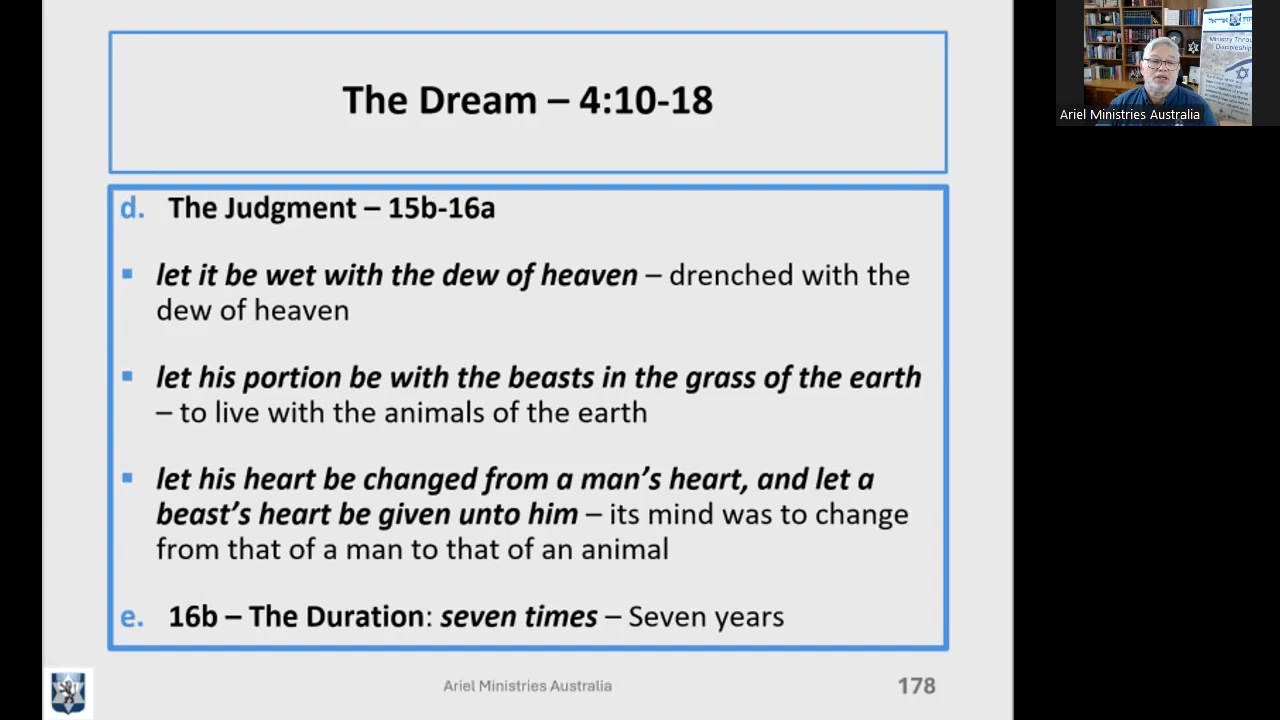 The Dream – 4:10-18
d. The Judgment – 15b-16a
▪ let it be wet with the dew of heaven – drenched with the
dew of heaven
▪ let his portion be with the beasts in the grass of the earth
– to live with the animals of the earth
▪ let his heart be changed from a man’s heart, and let a
beast’s heart be given unto him – its mind was to change
from that of a man to that of an animal
e. 16b – The Duration: seven times – Seven years
Ariel Ministries Australia
178
Ministry Throu
Discipleship
Ariel Ministries Australia